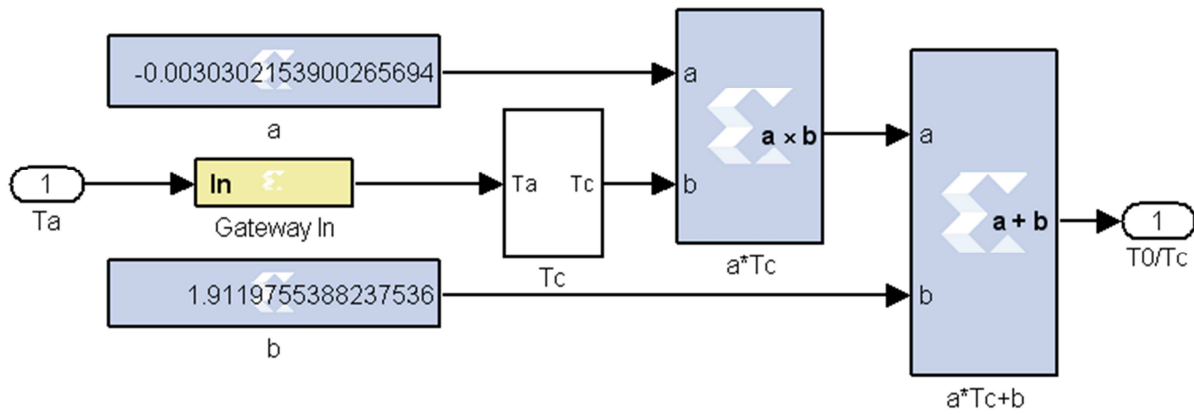 -0.0030302153900265694
a
1
Ta
In
Gateway In
Ta Tc
Tc
a
b
a × b
a*Tc
1.9119755388237536
b
a
b
a + b
a*Tc+b
1
T0/Tc